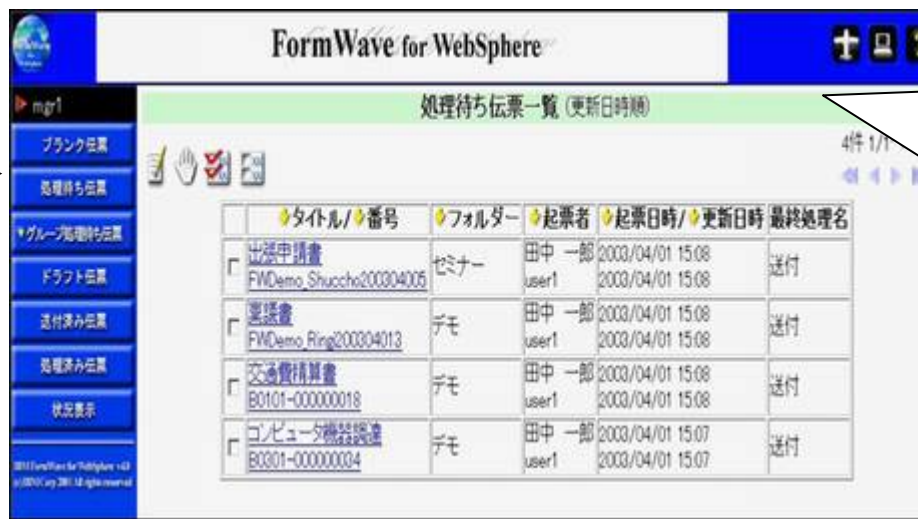 FormWave for WebSphere
mgr1
処理待ち伝票一覧 (更新日時順)
ブランク伝票
処理待ち伝票
▼グループ処理待ち伝票
ドラフト伝票
送付済み伝票
処理済み伝票
状況表示
4件 1/1
タイトル/番号 フォルダー 起票者 起票日時/更新日時 最終処理名
出張申請書 セミナー 田中 一郎 2003/04/01 15:08 送付
FWDemo_Shuccho200304005 user1 2003/04/01 15:08
稟議書 デモ 田中 一郎 2003/04/01 15:08 送付
FWDemo_Ringi200304013 user1 2003/04/01 15:08
交通費精算書 デモ 田中 一郎 2003/04/01 15:08 送付
B0101-000000018 user1 2003/04/01 15:08
コンピュータ機器調達 デモ 田中 一郎 2003/04/01 15:07 送付
B0301-000000034 user1 2003/04/01 15:07